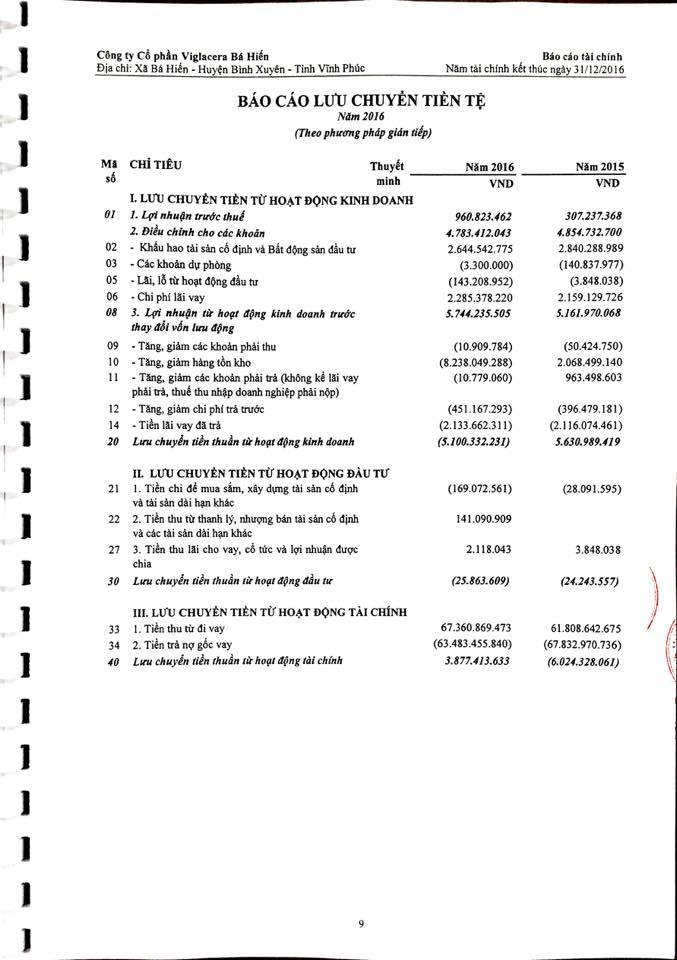 Công ty Cổ phần Viglacera Bá Hiến Báo cáo tài chính
Địa chỉ: Xã Bá Hiến - Huyện Bình Xuyên - Tỉnh Vĩnh Phúc Năm tài chính kết thúc ngày 31/12/2016
BÁO CÁO LƯU CHUYỂN TIỀN TỆ
Năm 2016
(Theo phương pháp gián tiếp)
Mã CHỈ TIÊU Thuyết Năm 2016 Năm 2015
số minh VND VND
I. LƯU CHUYỂN TIỀN TỪ HOẠT ĐỘNG KINH DOANH
01 1. Lợi nhuận trước thuế 960.823.462 307.237.368
2. Điều chỉnh cho các khoản 4.783.412.043 4.854.732.700
02 - Khấu hao tài sản cố định và Bất động sản đầu tư 2.644.542.775 2.840.288.989
03 - Các khoản dự phòng (3.300.000) (140.837.977)
05 - Lãi, lỗ từ hoạt động đầu tư (143.208.952) (3.848.038)
06 - Chi phí lãi vay 2.285.378.220 2.159.129.726
08 3. Lợi nhuận từ hoạt động kinh doanh trước 5.744.235.505 5.161.970.068
thay đổi vốn lưu động
09 - Tăng, giảm các khoản phải thu (10.909.784) (50.424.750)
10 - Tăng, giảm hàng tồn kho (8.238.049.288) 2.068.499.140
11 - Tăng, giảm các khoản phải trả (không kể lãi vay (10.779.060) 963.498.603
phải trả, thuế thu nhập doanh nghiệp phải nộp)
12 - Tăng, giảm chi phí trả trước (451.167.293) (396.479.181)
14 - Tiền lãi vay đã trả (2.133.662.311) (2.116.074.461)
20 Lưu chuyển tiền thuần từ hoạt động kinh doanh (5.100.332.231) 5.630.989.419
II. LƯU CHUYỂN TIỀN TỪ HOẠT ĐỘNG ĐẦU TƯ
21 1. Tiền chi để mua sắm, xây dựng tài sản cố định (169.072.561) (28.091.595)
và tài sản dài hạn khác
22 2. Tiền thu từ thanh lý, nhượng bán tài sản cố định 141.090.909
và các tài sản dài hạn khác
27 3. Tiền thu lãi cho vay, cổ tức và lợi nhuận được 2.118.043 3.848.038
chia
30 Lưu chuyển tiền thuần từ hoạt động đầu tư (25.863.609) (24.243.557)
III. LƯU CHUYỂN TIỀN TỪ HOẠT ĐỘNG TÀI CHÍNH
33 1. Tiền thu từ đi vay 67.360.869.473 61.808.642.675
34 2. Tiền trả nợ gốc vay (63.483.455.840) (67.832.970.736)
40 Lưu chuyển tiền thuần từ hoạt động tài chính 3.877.413.633 (6.024.328.061)
9